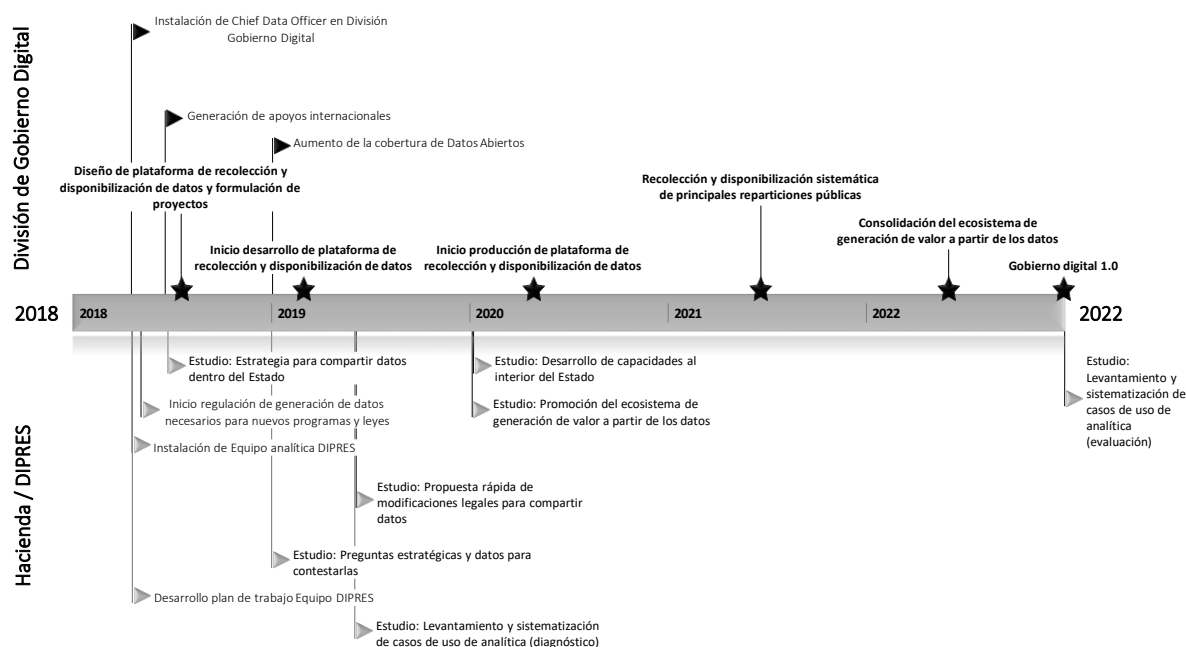 División de Gobierno Digital
Instalación de Chief Data Officer en División
Gobierno Digital
Generación de apoyos internacionales
Aumento de la cobertura de Datos Abiertos
Diseño de plataforma de recolección y
disponibilización de datos y formulación de
proyectos
Inicio desarrollo de plataforma de
recolección y disponibilización de datos
Inicio producción de plataforma de
recolección y disponibilización de datos
Recolección y disponibilización sistemática
de principales reparticiones públicas
Consolidación del ecosistema de
generación de valor a partir de los datos
Gobierno digital 1.0
2018
2018
2019
2020
2021
2022
2022
Hacienda / DIPRES
Estudio: Estrategia para compartir datos
dentro del Estado
Inicio regulación de generación de datos
necesarios para nuevos programas y leyes
Instalación de Equipo analítica DIPRES
Estudio: Desarrollo de capacidades al
interior del Estado
Estudio: Promoción del ecosistema de
generación de valor a partir de los datos
Estudio:
Levantamiento y
sistematización de
casos de uso de
analítica
(evaluación)
Estudio: Propuesta rápida de
modificaciones legales para compartir
datos
Estudio: Preguntas estratégicas y datos para
contestarlas
Desarrollo plan de trabajo Equipo DIPRES
Estudio: Levantamiento y sistematización
de casos de uso de analítica (diagnóstico)